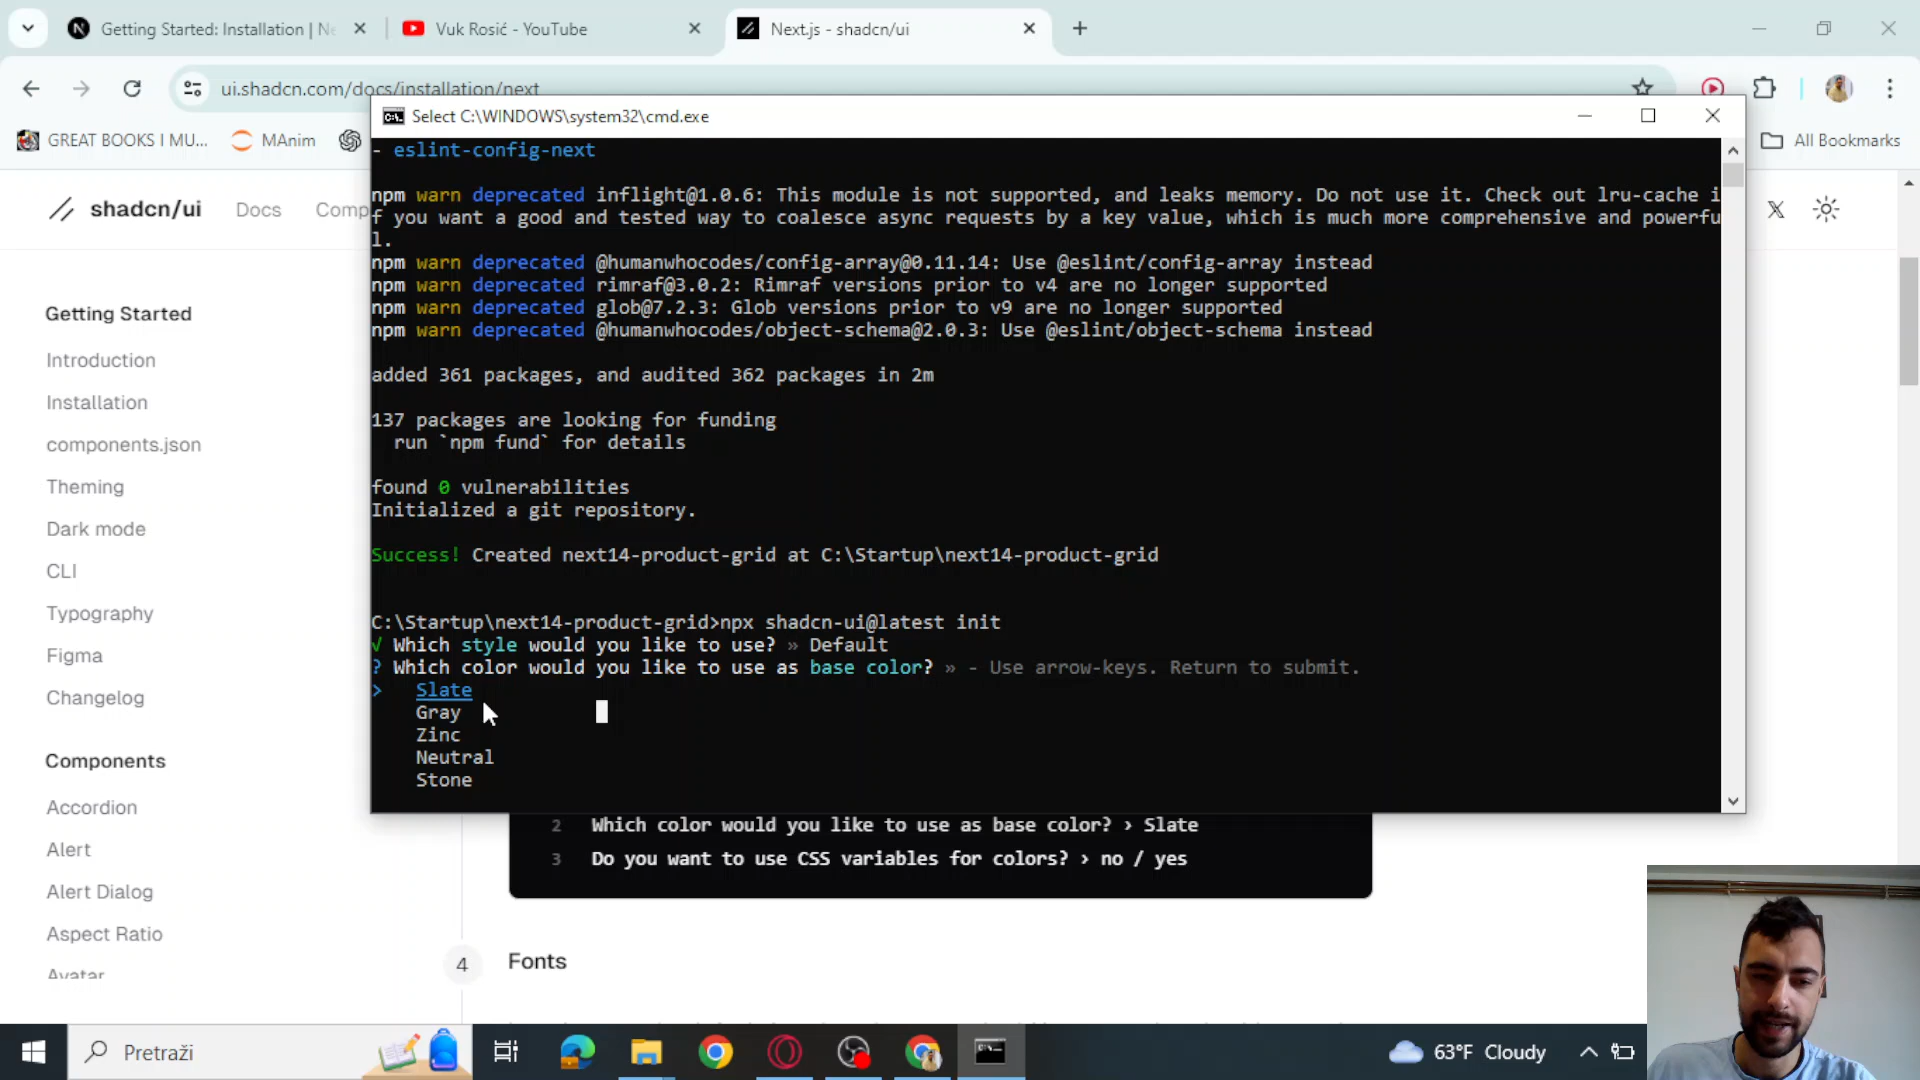 Getting Started: Installation | Ne
Vuk Rosić - YouTube
Next.js - shadcn/ui
ui.shadcn.com/docs/installation/next
GREAT BOOKS I MU...
MAnim
All Bookmarks
Select C:\WINDOWS\system32\cmd.exe
- eslint-config-next
npm warn deprecated inflight@1.0.6: This module is not supported, and leaks memory. Do not use it. Check out lru-cache i
f you want a good and tested way to coalesce async requests by a key value, which is much more comprehensive and powerfu
l.
npm warn deprecated @humanwhocodes/config-array@0.11.14: Use @eslint/config-array instead
npm warn deprecated rimraf@3.0.2: Rimraf versions prior to v4 are no longer supported
npm warn deprecated glob@7.2.3: Glob versions prior to v9 are no longer supported
npm warn deprecated @humanwhocodes/object-schema@2.0.3: Use @eslint/object-schema instead
added 361 packages, and audited 362 packages in 2m
137 packages are looking for funding
run `npm fund` for details
found 0 vulnerabilities
Initialized a git repository.
Success! Created next14-product-grid at C:\Startup\next14-product-grid
C:\Startup\next14-product-grid>npx shadcn-ui@latest init
√ Which style would you like to use? » Default
? Which color would you like to use as base color? » - Use arrow-keys. Return to submit.
> Slate
Gray
Zinc
Neutral
Stone
shadcn/ui
Docs
Comp
Getting Started
Introduction
Installation
components.json
Theming
Dark mode
CLI
Typography
Figma
Changelog
Components
Accordion
Alert
Alert Dialog
Aspect Ratio
Avatar
2 Which color would you like to use as base color? › Slate
3 Do you want to use CSS variables for colors? › no / yes
4 Fonts
Pretraži
63°F Cloudy